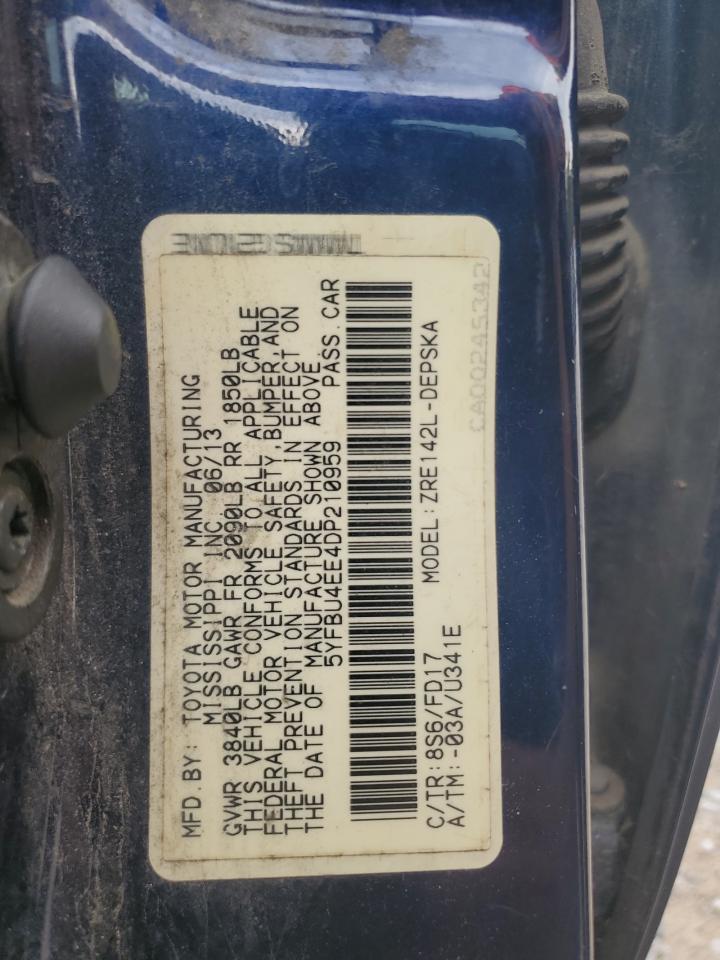 MFD.BY: TOYOTA MOTOR MANUFACTURING
MISSISSIPPI INC. 06/13
GVWR 3840LB GAWR FR 2090LB RR 1850LB
THIS VEHICLE CONFORMS TO ALL APPLICABLE
FEDERAL MOTOR VEHICLE SAFETY, BUMPER, AND
THEFT PREVENTION STANDARDS IN EFFECT ON
THE DATE OF MANUFACTURE SHOWN ABOVE.
5YFBU4EE4DP210959 PASS.CAR
C/TR:8S6/FD17 MODEL:ZRE142L-DEPSKA
A/TM:-03A/U341E
CA00245342